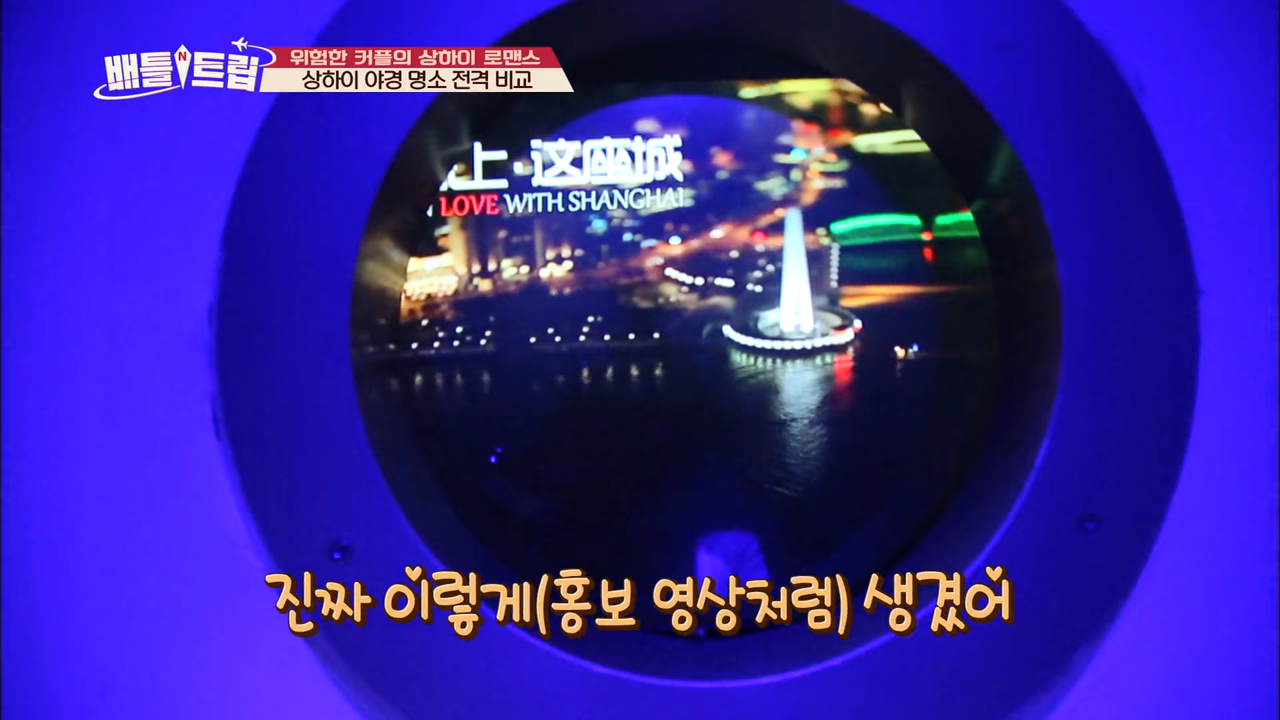 배틀트립
N
위험한 커플의 상하이 로맨스
상하이 야경 명소 전격 비교
上·这座城
LOVE WITH SHANGHAI
진짜 이렇게(홍보 영상처럼) 생겼어